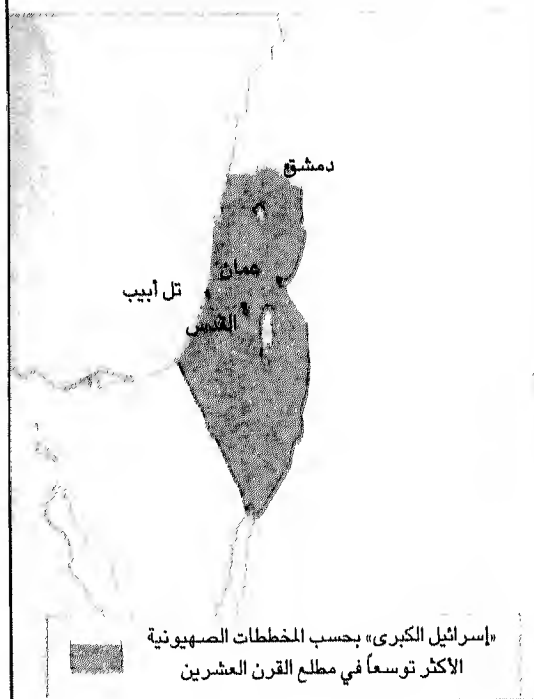 دمشق
عمان
تل أبيب
القدس
«إسرائيل الكبرى» بحسب المخططات الصهيونية
الأكثر توسعاً في مطلع القرن العشرين